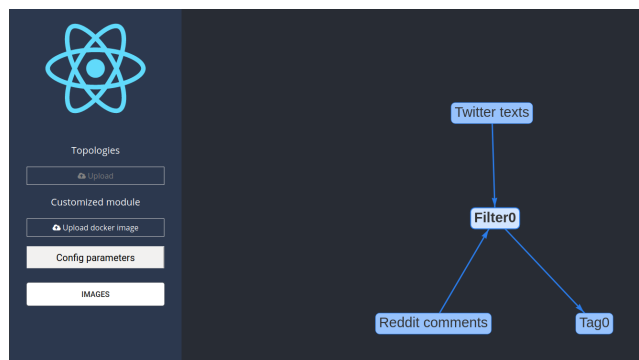 Topologies
Upload
Customized module
Upload docker image
Config parameters
IMAGES
Twitter texts
Filter0
Reddit comments
Tag0